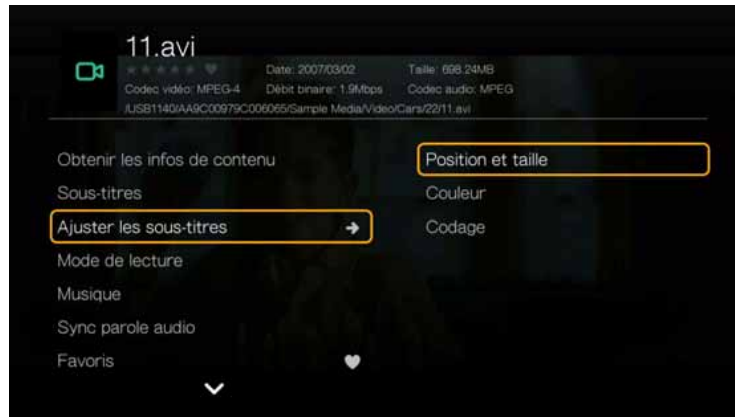 11.avi
Date: 2007/03/02 Taille: 698.24MB
Codec vidéo: MPEG-4 Débit binaire: 1.9Mbps Codec audio: MPEG
/USB1140/AA9C00979C006065/Sample Media/Video/Cars/22/11.avi
Obtenir les infos de contenu
Position et taille
Sous-titres
Couleur
Ajuster les sous-titres
Codage
Mode de lecture
Musique
Sync parole audio
Favoris